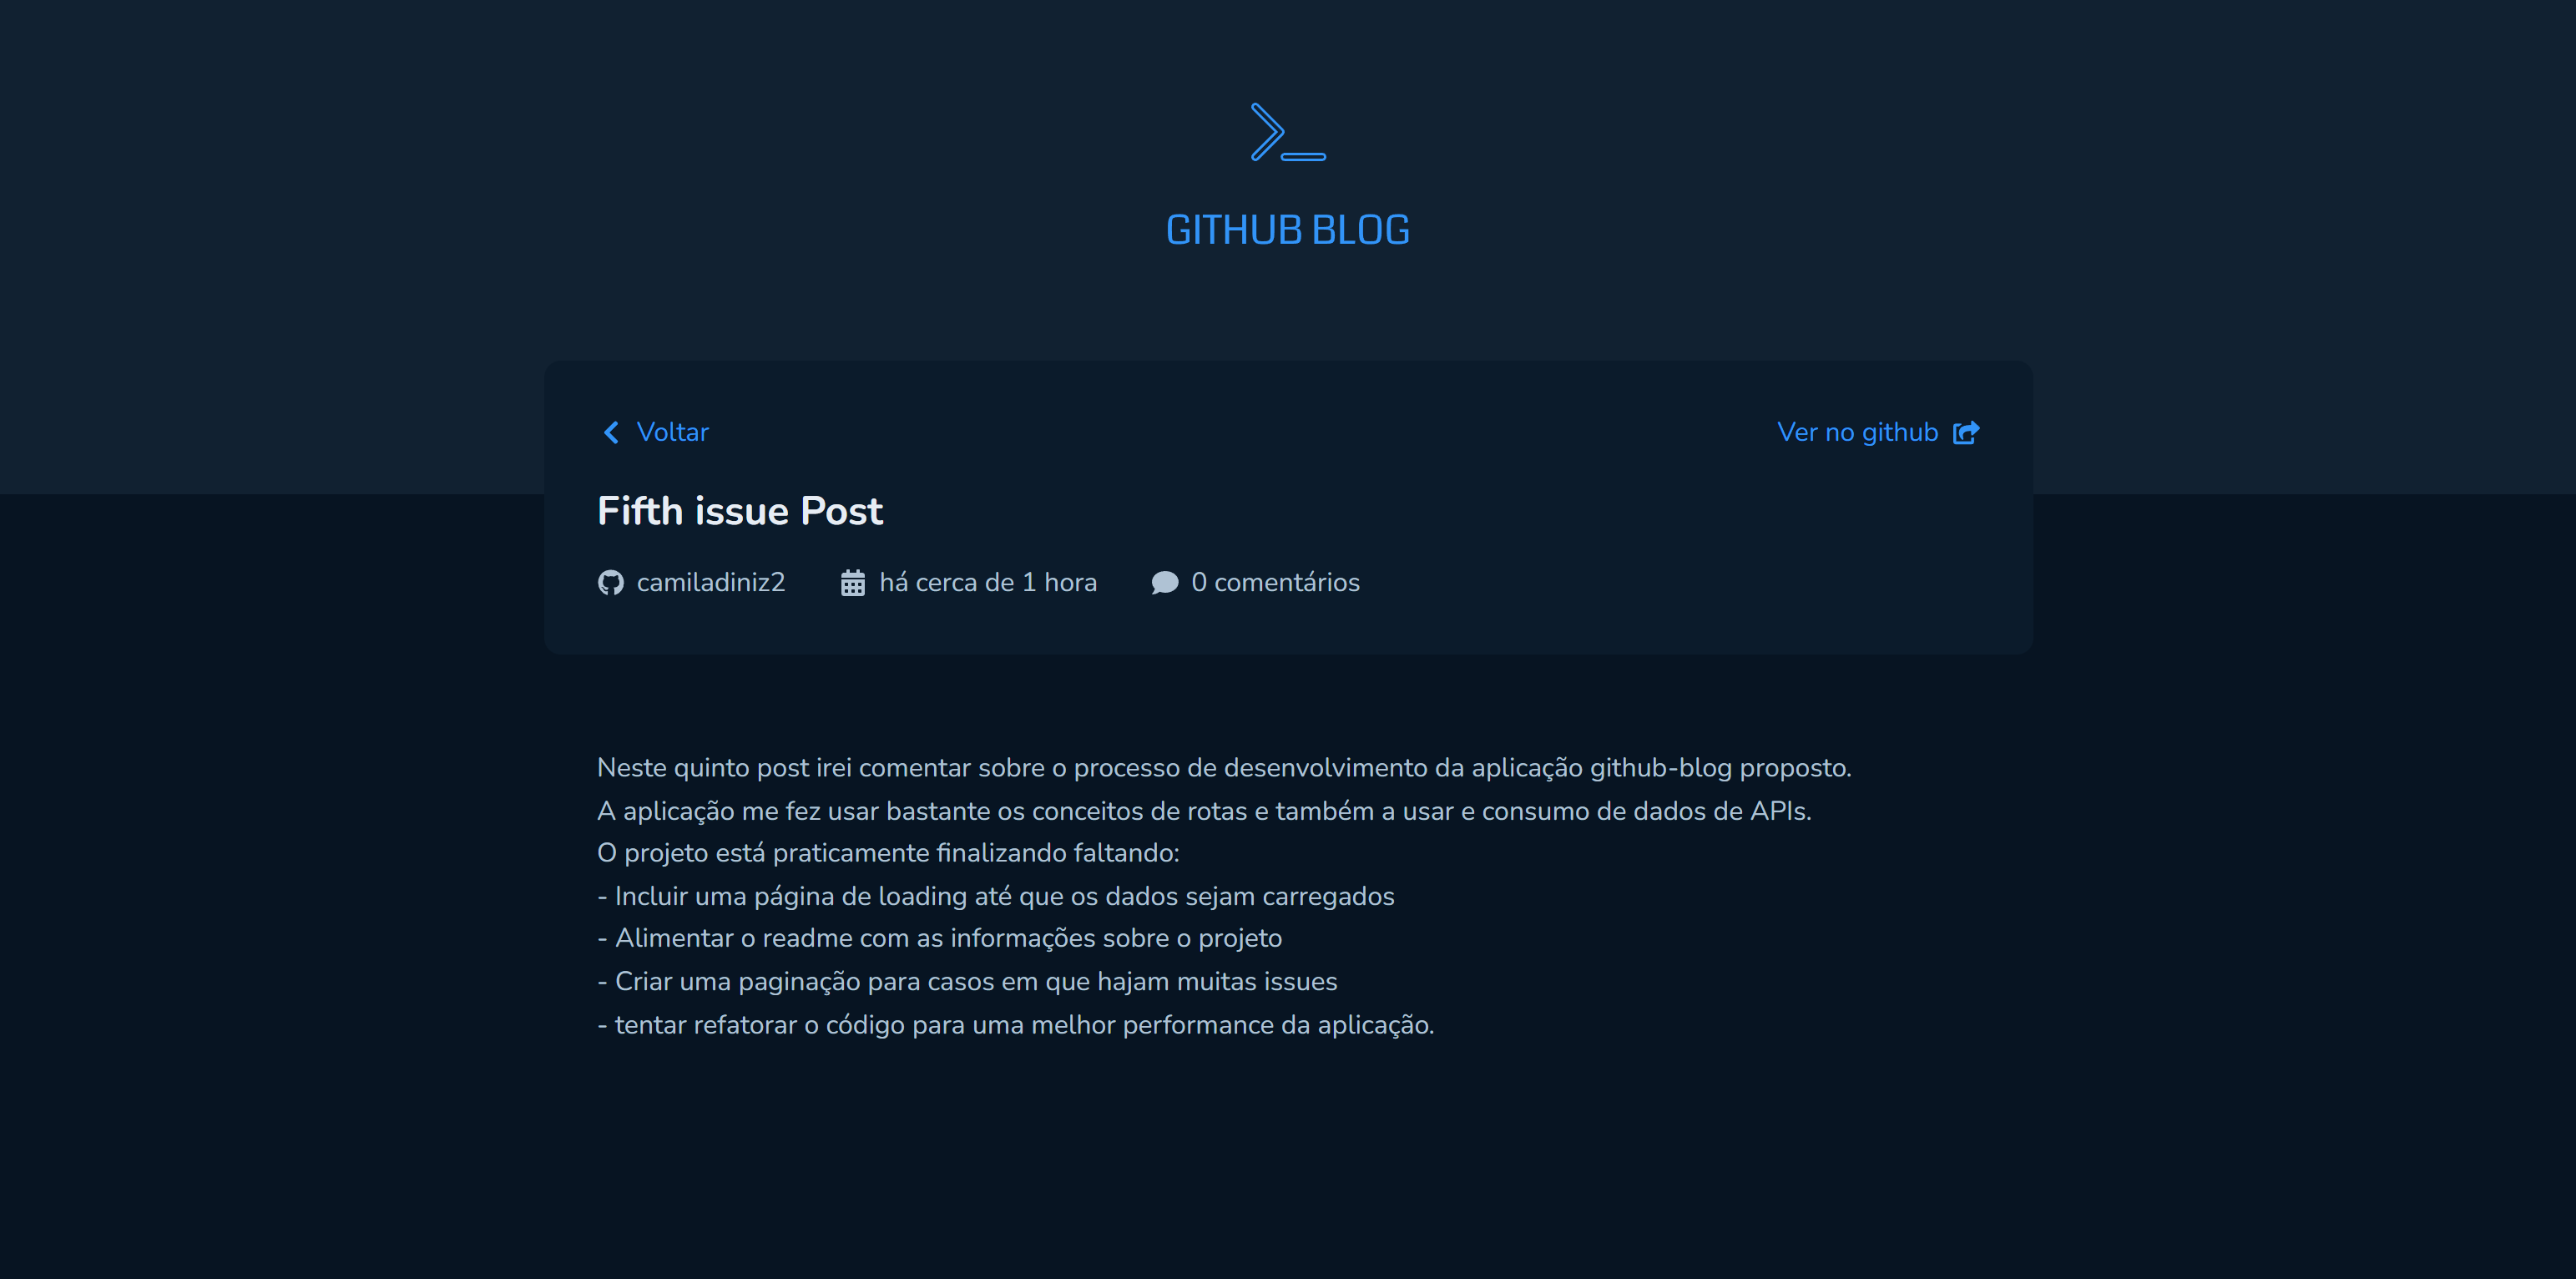 GITHUB BLOG
Voltar
Ver no github
Fifth issue Post
camiladiniz2
há cerca de 1 hora
0 comentários
Neste quinto post irei comentar sobre o processo de desenvolvimento da aplicação github-blog proposto.
A aplicação me fez usar bastante os conceitos de rotas e também a usar e consumo de dados de APIs.
O projeto está praticamente finalizando faltando:
- Incluir uma página de loading até que os dados sejam carregados
- Alimentar o readme com as informações sobre o projeto
- Criar uma paginação para casos em que hajam muitas issues
- tentar refatorar o código para uma melhor performance da aplicação.